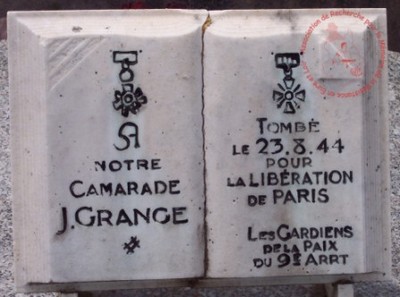 A
NOTRE
CAMARADE
J. GRANGE
TOMBÉ
LE 23.8.44
POUR
LA LIBÉRATION
DE PARIS
LES GARDIENS
DE LA PAIX
DU 9E ARRT